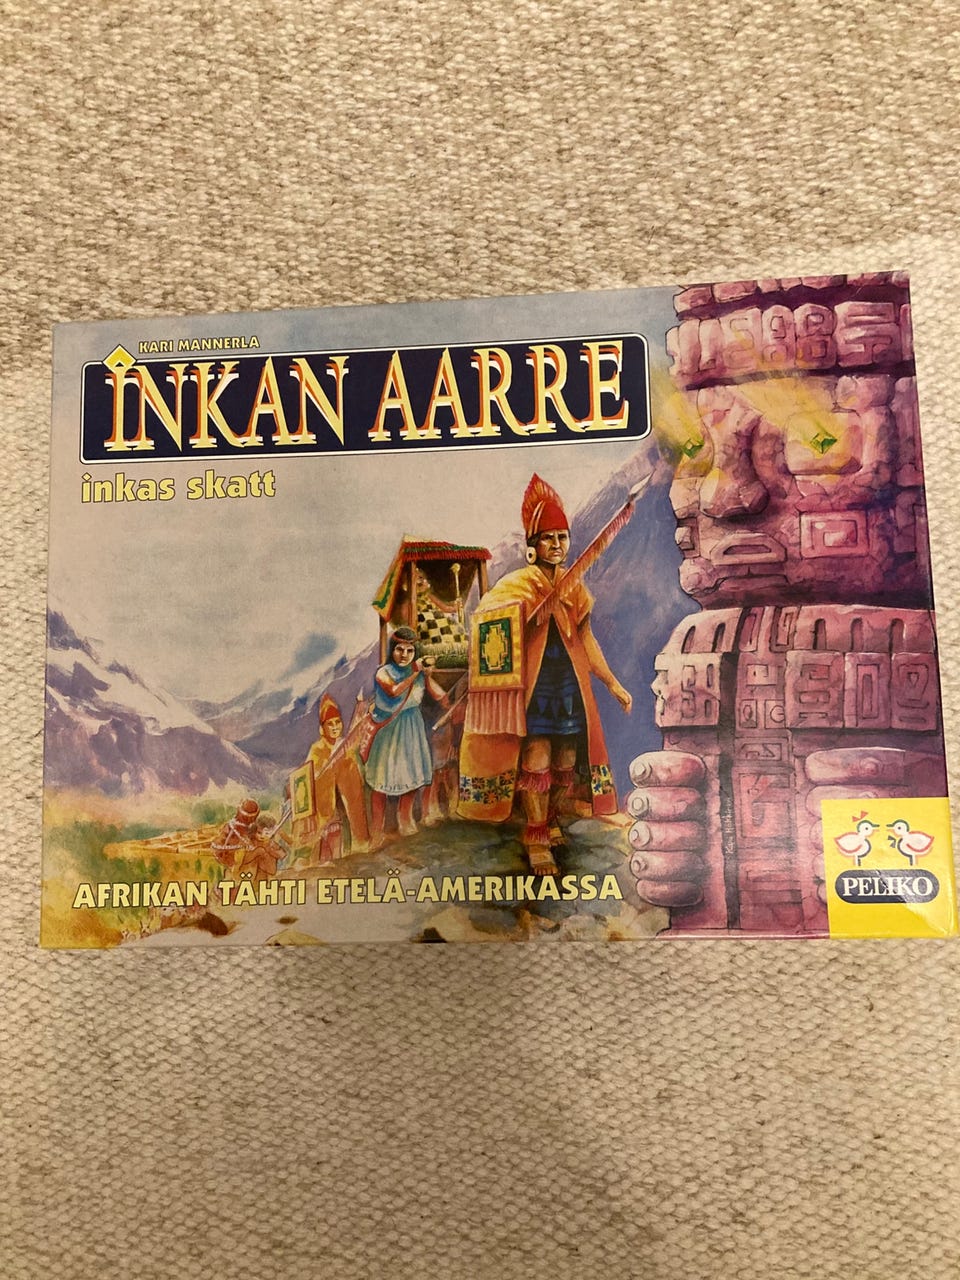 KARI MANNERLA
INKAN AARRE
inkas skatt
AFRIKAN TÄHTI ETELÄ-AMERIKASSA
PELIKO